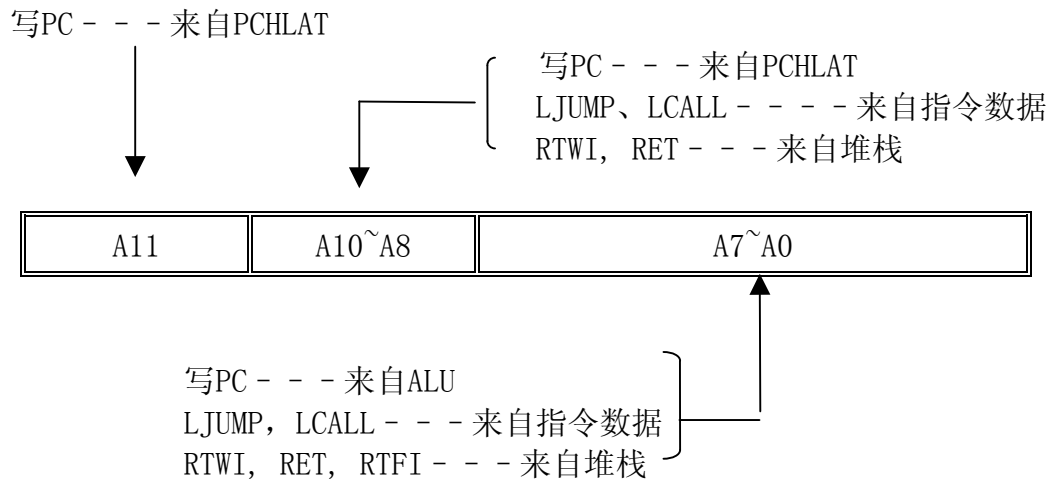 写PC---来自PCHLAT
写PC---来自PCHLAT
LJUMP、LCALL----来自指令数据
RTWI, RET---来自堆栈
A11
A10~A8
A7~A0
写PC---来自ALU
LJUMP，LCALL---来自指令数据
RTWI, RET, RTFI---来自堆栈